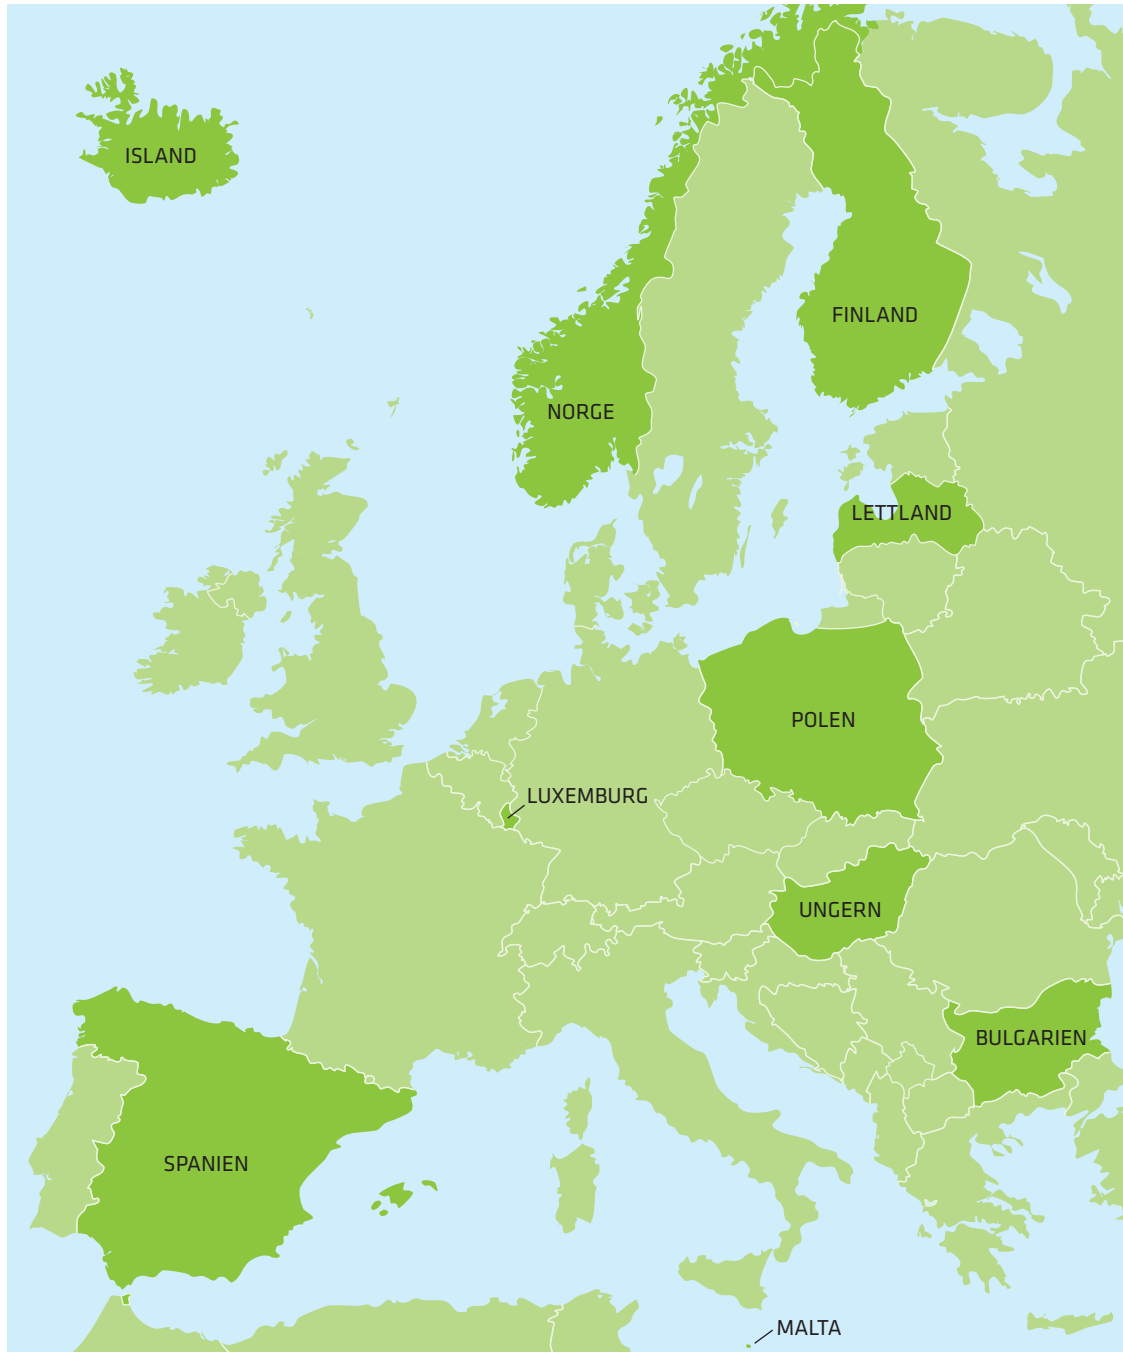 ISLAND
FINLAND
NORGE
LETTLAND
POLEN
LUXEMBURG
UNGERN
BULGARIEN
SPANIEN
MALTA